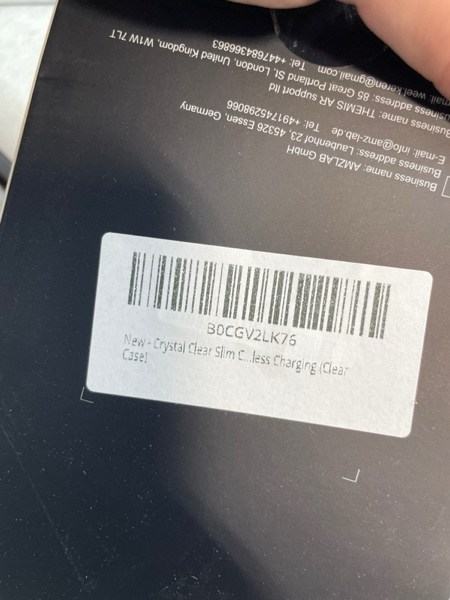 B0CGV2LK76
New - Crystal Clear Slim C...less Charging (Clear
Case)
Business name: AMZLAB GmbH
Business address: Laubenhof 23, 45326 Essen, Germany
E-mail: info@amz-lab.de Tel: +491745298066
Business name: THEMIS AR support ltd
Business address: 85 Great Portland St, London, United Kingdom, W1W 7LT
mail: weel.keren@gmail.com Tel: +447684366863